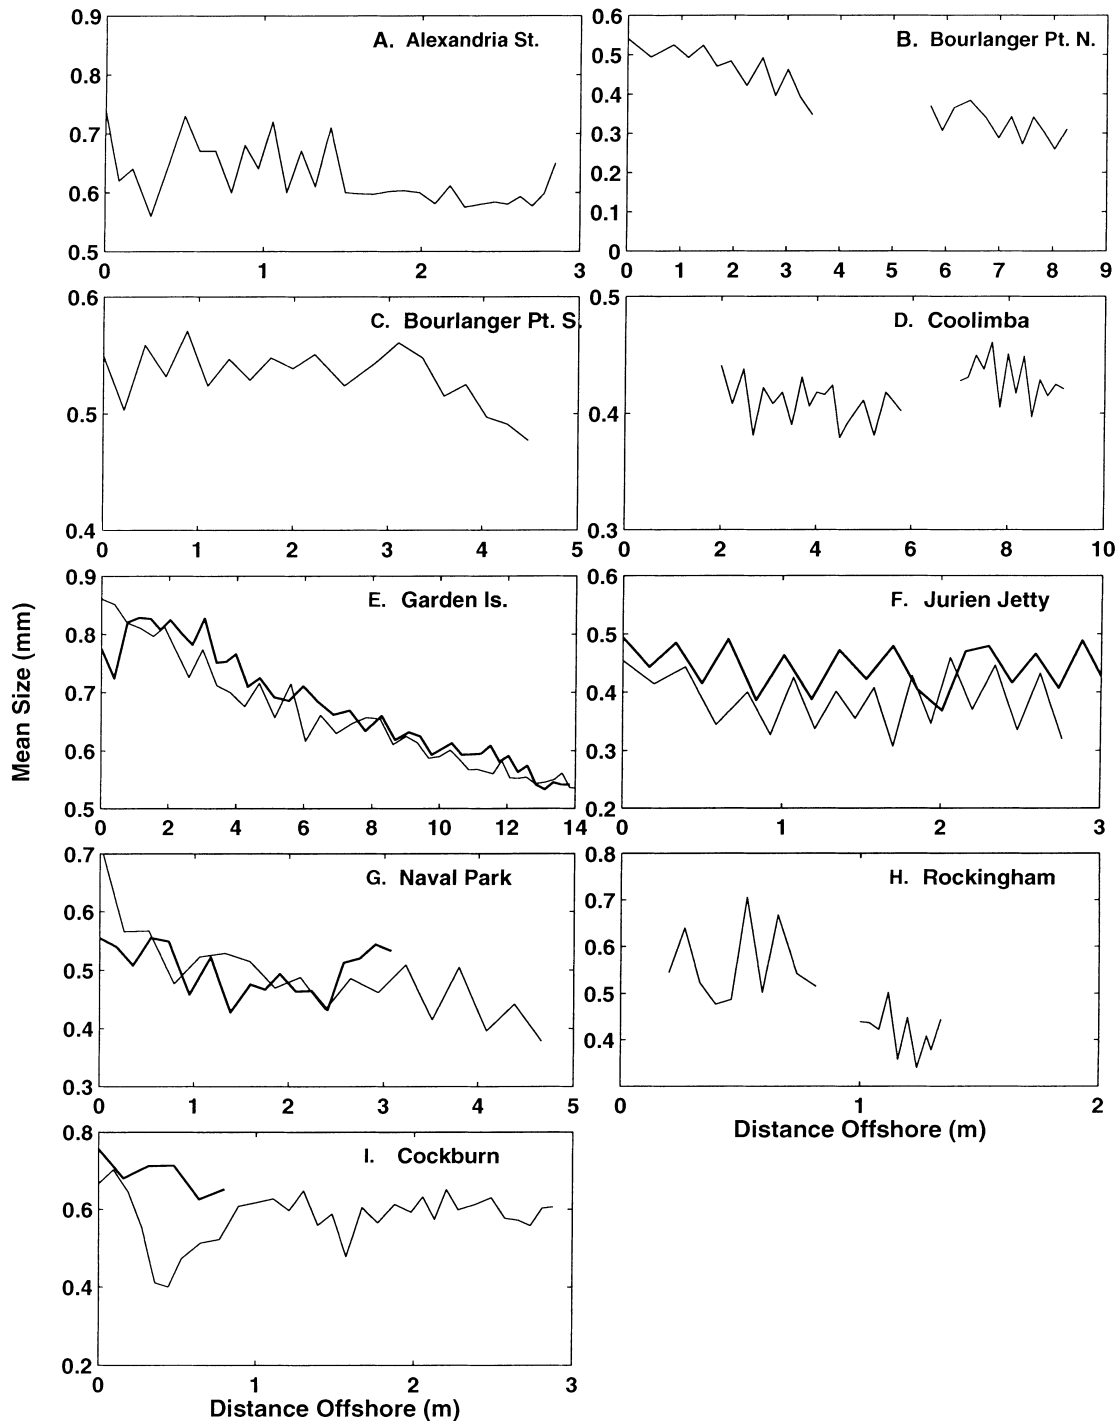 A. Alexandria St.
0.9
0.8
0.7
0.6
0.5
0 1 2 3
B. Bourlanger Pt. N.
0.6
0.5
0.4
0.3
0.2
0.1
0
0 1 2 3 4 5 6 7 8 9
C. Bourlanger Pt. S.
0.6
0.5
0.4
0 1 2 3 4 5
D. Coolimba
0.5
0.4
0.3
0 2 4 6 8 10
Mean Size (mm)
E. Garden Is.
0.9
0.8
0.7
0.6
0.5
0 2 4 6 8 10 12 14
F. Jurien Jetty
0.6
0.5
0.4
0.3
0.2
0 1 2 3
G. Naval Park
0.7
0.6
0.5
0.4
0.3
0 1 2 3 4 5
H. Rockingham
0.8
0.7
0.6
0.5
0.4
0 1 2
Distance Offshore (m)
I. Cockburn
0.8
0.6
0.4
0.2
0 1 2 3
Distance Offshore (m)